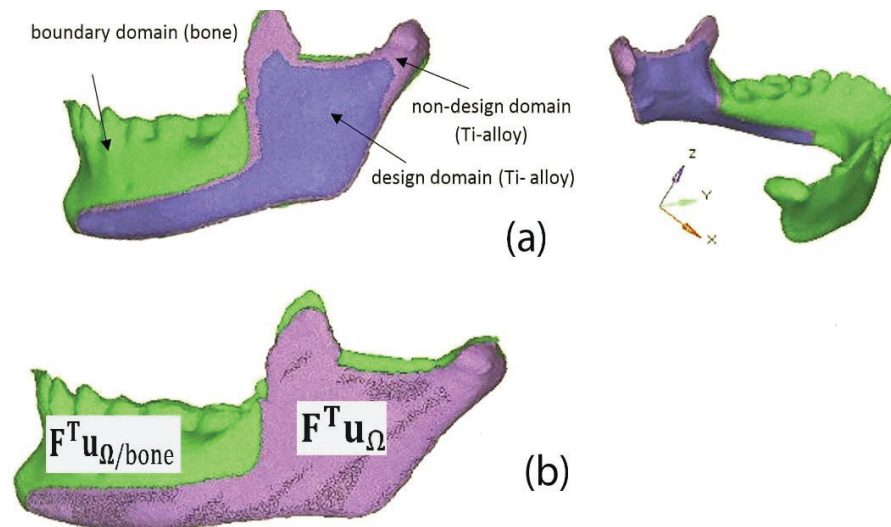 boundary domain (bone)
non-design domain
(Ti-alloy)
design domain (Ti- alloy)
Z
Y
X
(a)
F^T u_Ω/bone
F^T u_Ω
(b)